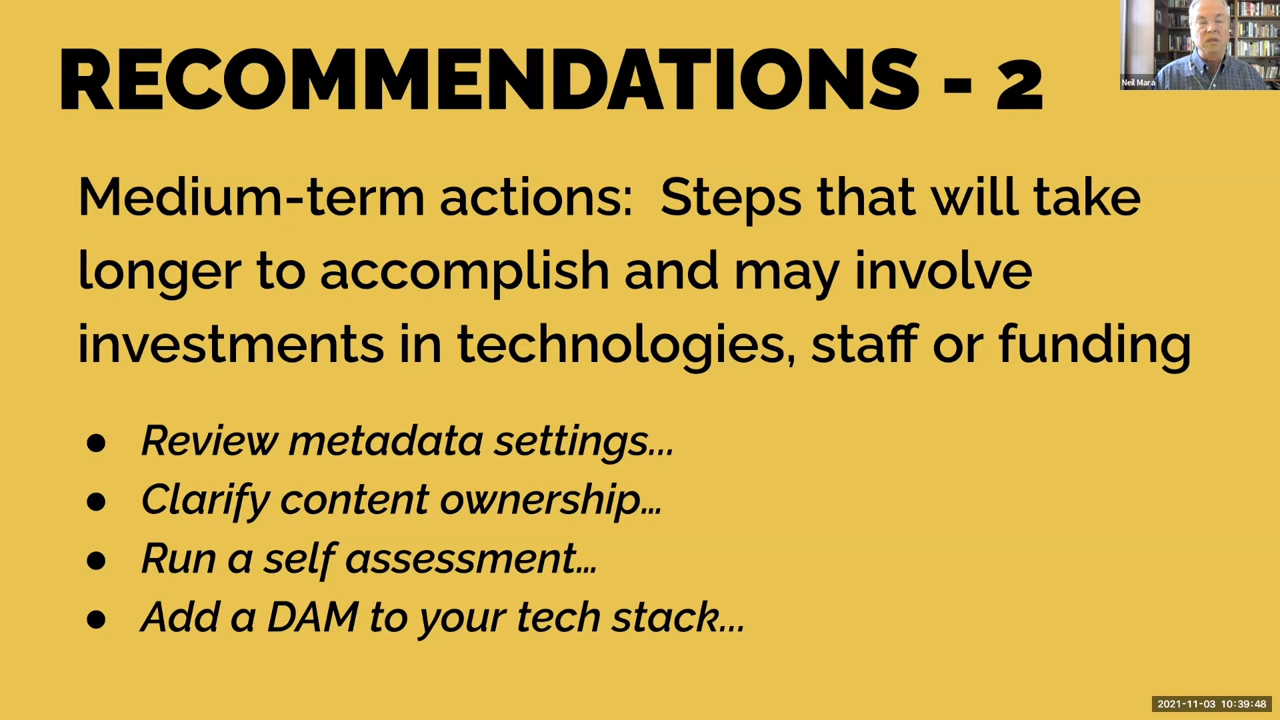 RECOMMENDATIONS - 2
Neil Mara
Medium-term actions:  Steps that will take
longer to accomplish and may involve
investments in technologies, staff or funding
● Review metadata settings...
● Clarify content ownership...
● Run a self assessment...
● Add a DAM to your tech stack...
2021-11-03 10:39:48